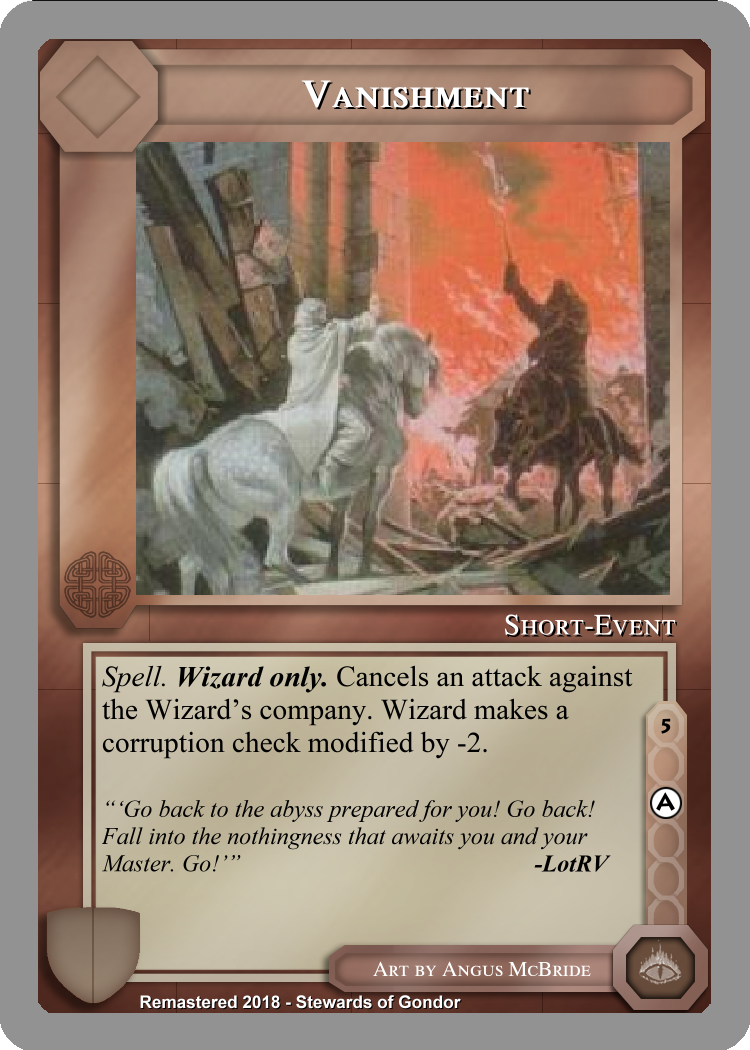 Vanishment
Short-Event
Spell. Wizard only. Cancels an attack against
the Wizard’s company. Wizard makes a
corruption check modified by -2.
5
A
“‘Go back to the abyss prepared for you! Go back!
Fall into the nothingness that awaits you and your
Master. Go!’”
-LotRV
Art by Angus McBride
Remastered 2018 - Stewards of Gondor